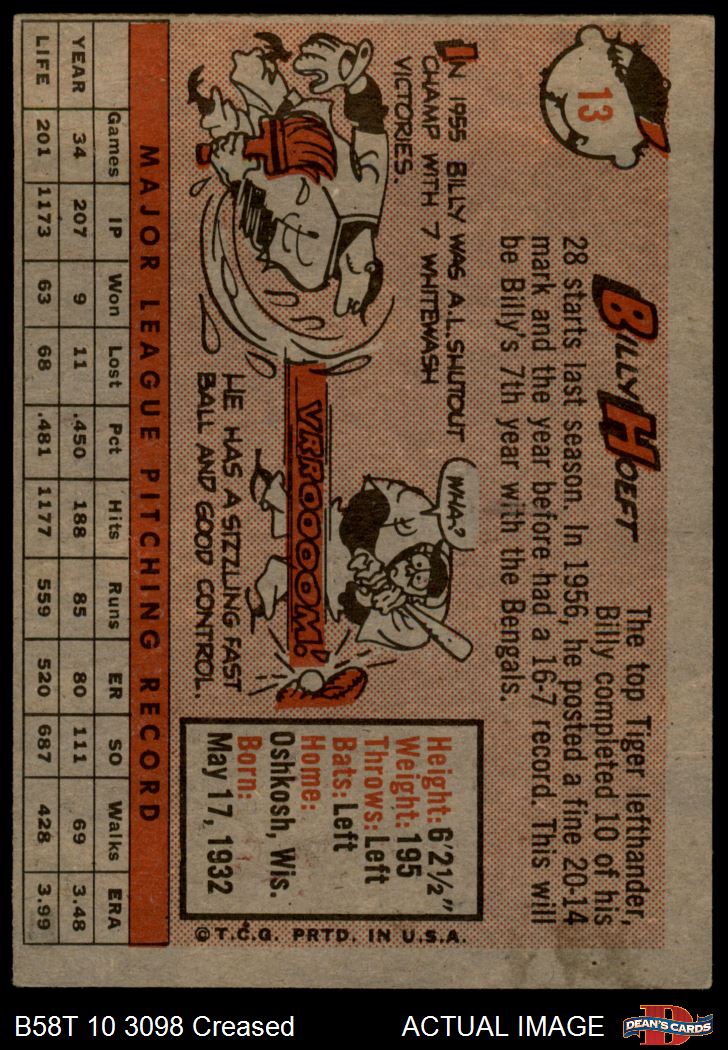 13
BILLY HOEFT
The top Tiger lefthander,
Billy completed 10 of his
28 starts last season. In 1956, he posted a fine 20-14
mark and the year before had a 16-7 record. This will
be Billy's 7th year with the Bengals.
IN 1955 BILLY WAS A.L. SHUTOUT
CHAMP WITH 7 WHITEWASH
VICTORIES.
WHA?
VRROOOOM!
HE HAS A SIZZLING FAST
BALL AND GOOD CONTROL.
Height: 6'2½"
Weight: 195
Throws: Left
Bats: Left
Home:
Oshkosh, Wis.
Born:
May 17, 1932
© T.C.G. PRTD. IN U.S.A.
MAJOR LEAGUE PITCHING RECORD
Games IP Won Lost Pct Hits Runs ER SO Walks ERA
YEAR 34 207 9 11 .450 188 85 80 111 69 3.48
LIFE 201 1173 63 68 .481 1177 559 520 687 428 3.99
B58T 10 3098 Creased
ACTUAL IMAGE
D
DEAN'S CARDS